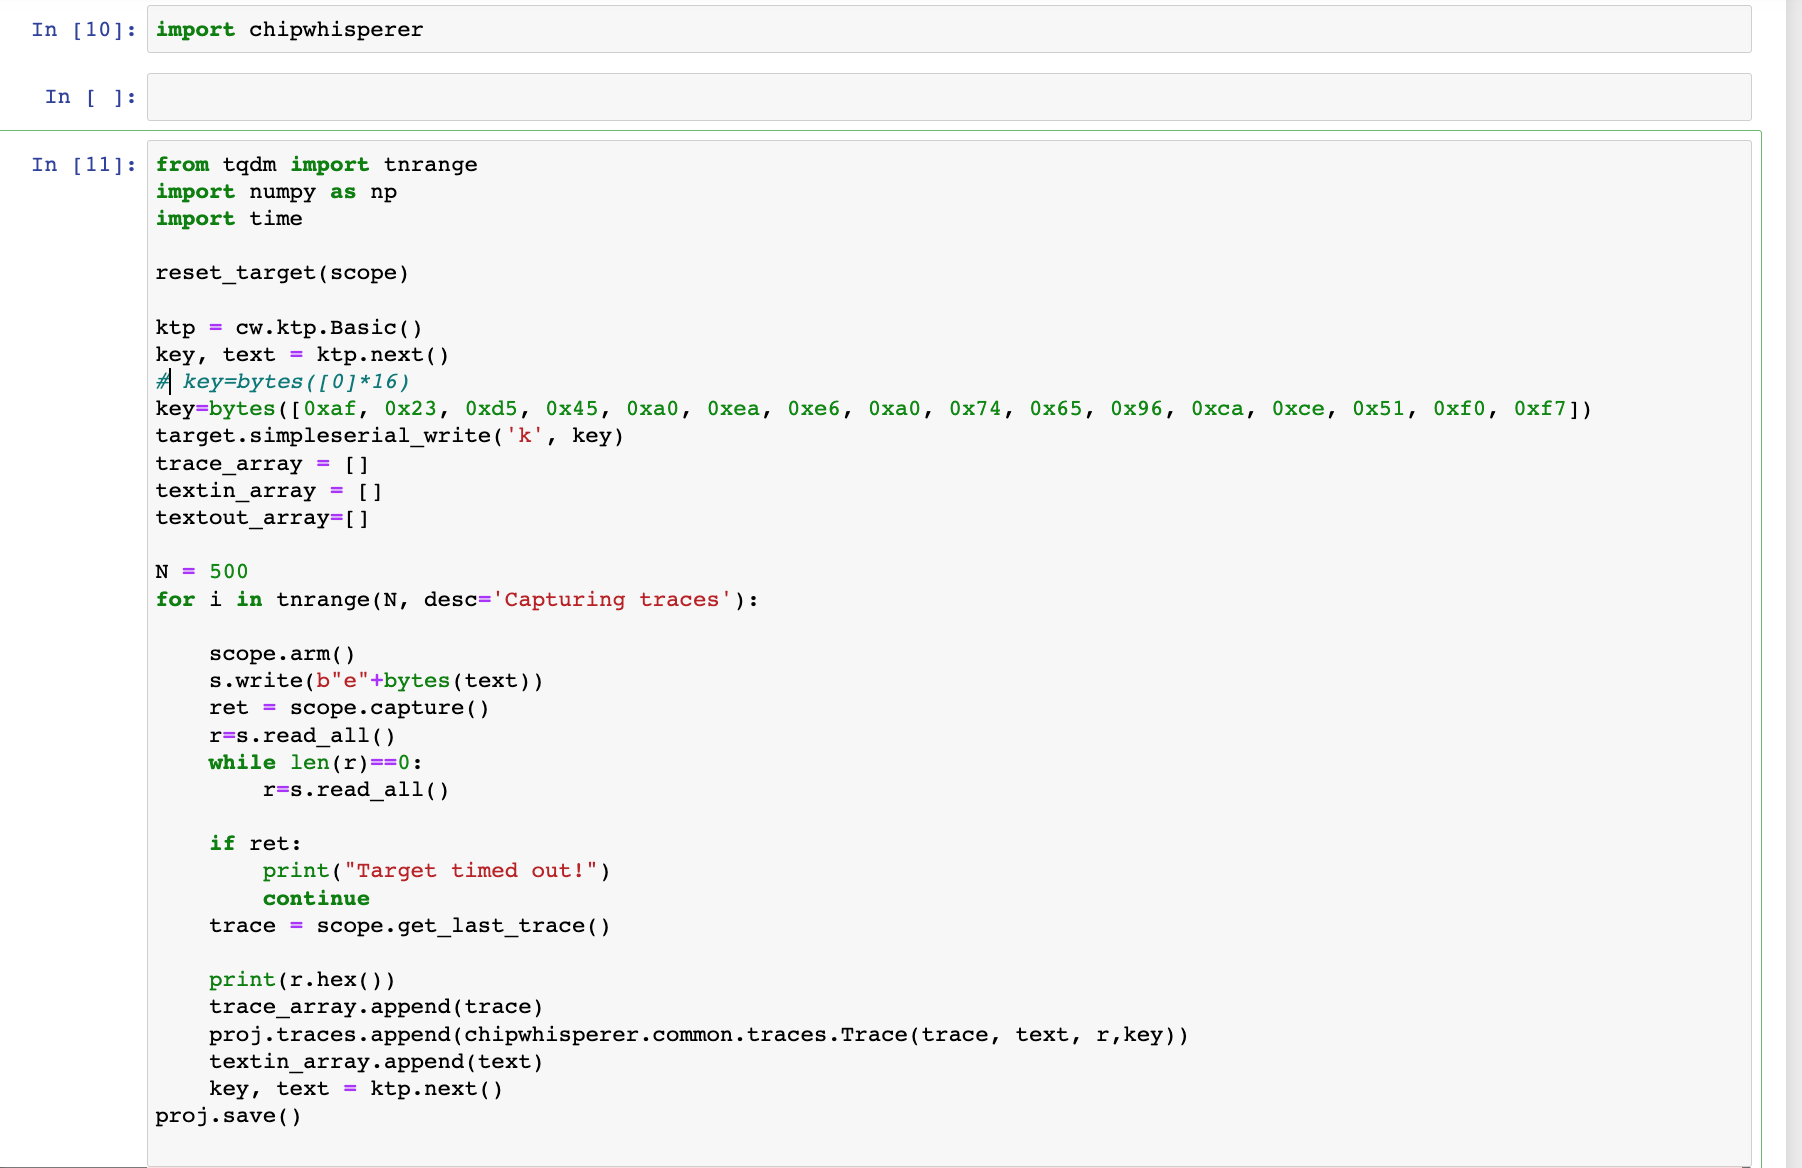 In [10]: import chipwhisperer
In [ ]:
In [11]: from tqdm import tnrange
import numpy as np
import time
reset_target(scope)
ktp = cw.ktp.Basic()
key, text = ktp.next()
# key=bytes([0]*16)
key=bytes([0xaf, 0x23, 0xd5, 0x45, 0xa0, 0xea, 0xe6, 0xa0, 0x74, 0x65, 0x96, 0xca, 0xce, 0x51, 0xf0, 0xf7])
target.simpleserial_write('k', key)
trace_array = []
textin_array = []
textout_array=[]
N = 500
for i in tnrange(N, desc='Capturing traces'):
    scope.arm()
    s.write(b"e"+bytes(text))
    ret = scope.capture()
    r=s.read_all()
    while len(r)==0:
        r=s.read_all()
    if ret:
        print("Target timed out!")
        continue
    trace = scope.get_last_trace()
    print(r.hex())
    trace_array.append(trace)
    proj.traces.append(chipwhisperer.common.traces.Trace(trace, text, r,key))
    textin_array.append(text)
    key, text = ktp.next()
proj.save()